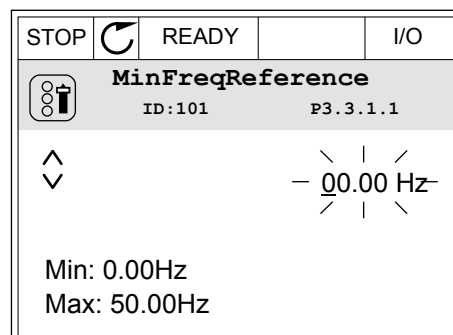 STOP READY I/O
MinFreqReference
ID:101 P3.3.1.1
00.00 Hz
Min: 0.00Hz
Max: 50.00Hz